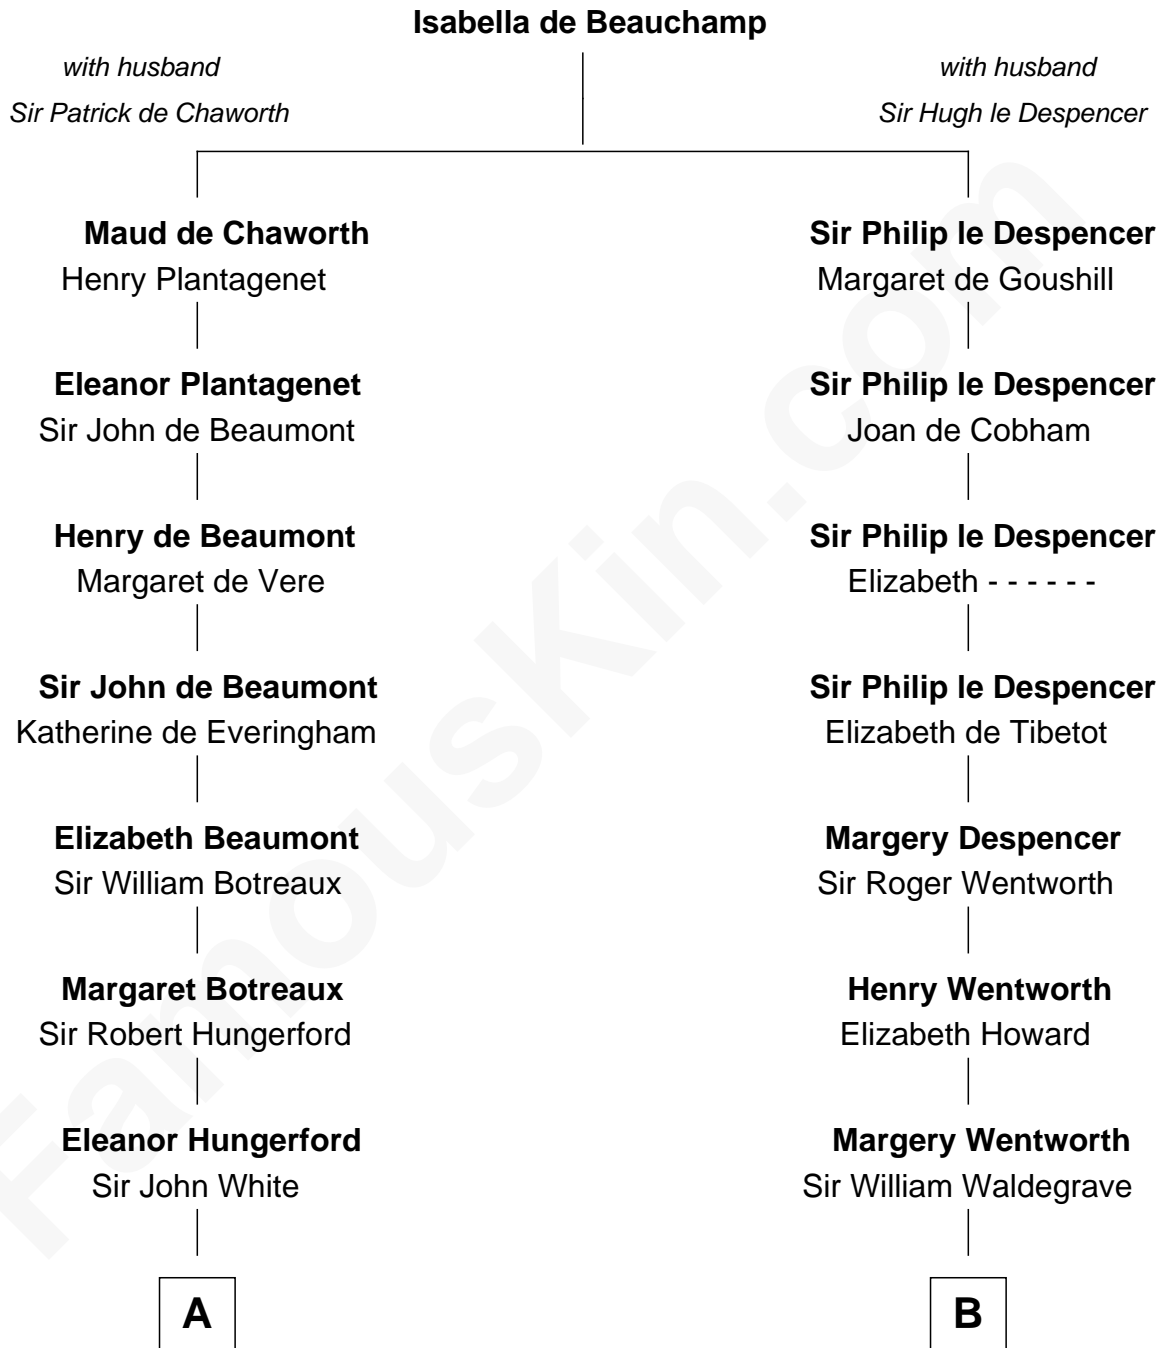 Isabella de Beauchamp
with husband
Sir Patrick de Chaworth
with husband
Sir Hugh le Despencer
Maud de Chaworth
Henry Plantagenet
Sir Philip le Despencer
Margaret de Goushill
Eleanor Plantagenet
Sir John de Beaumont
Sir Philip le Despencer
Joan de Cobham
Henry de Beaumont
Margaret de Vere
Sir Philip le Despencer
Elizabeth - - - - - -
Sir John de Beaumont
Katherine de Everingham
Sir Philip le Despencer
Elizabeth de Tibetot
Elizabeth Beaumont
Sir William Botreaux
Margery Despencer
Sir Roger Wentworth
Margaret Botreaux
Sir Robert Hungerford
Henry Wentworth
Elizabeth Howard
Eleanor Hungerford
Sir John White
Margery Wentworth
Sir William Waldegrave
A
B
FamousKin.com